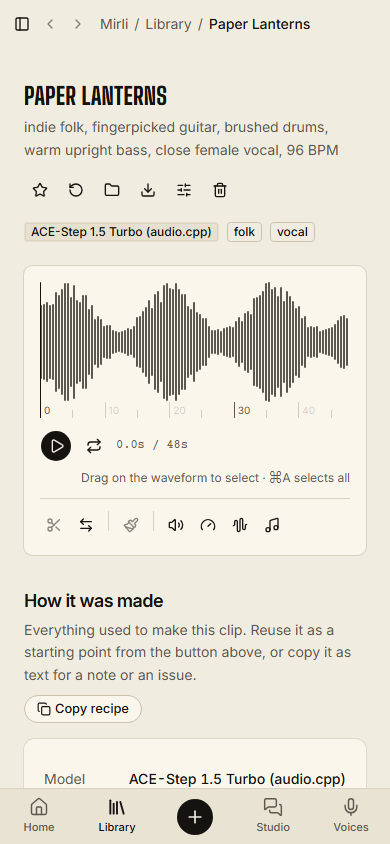 Mirli / Library / Paper Lanterns
PAPER LANTERNS
indie folk, fingerpicked guitar, brushed drums,
warm upright bass, close female vocal, 96 BPM
ACE-Step 1.5 Turbo (audio.cpp) folk vocal
0 10 20 30 40
0.0s / 48s
Drag on the waveform to select · ⌘A selects all
How it was made
Everything used to make this clip. Reuse it as a
starting point from the button above, or copy it as
text for a note or an issue.
Copy recipe
Model ACE-Step 1.5 Turbo (audio.cpp)
Home Library Studio Voices